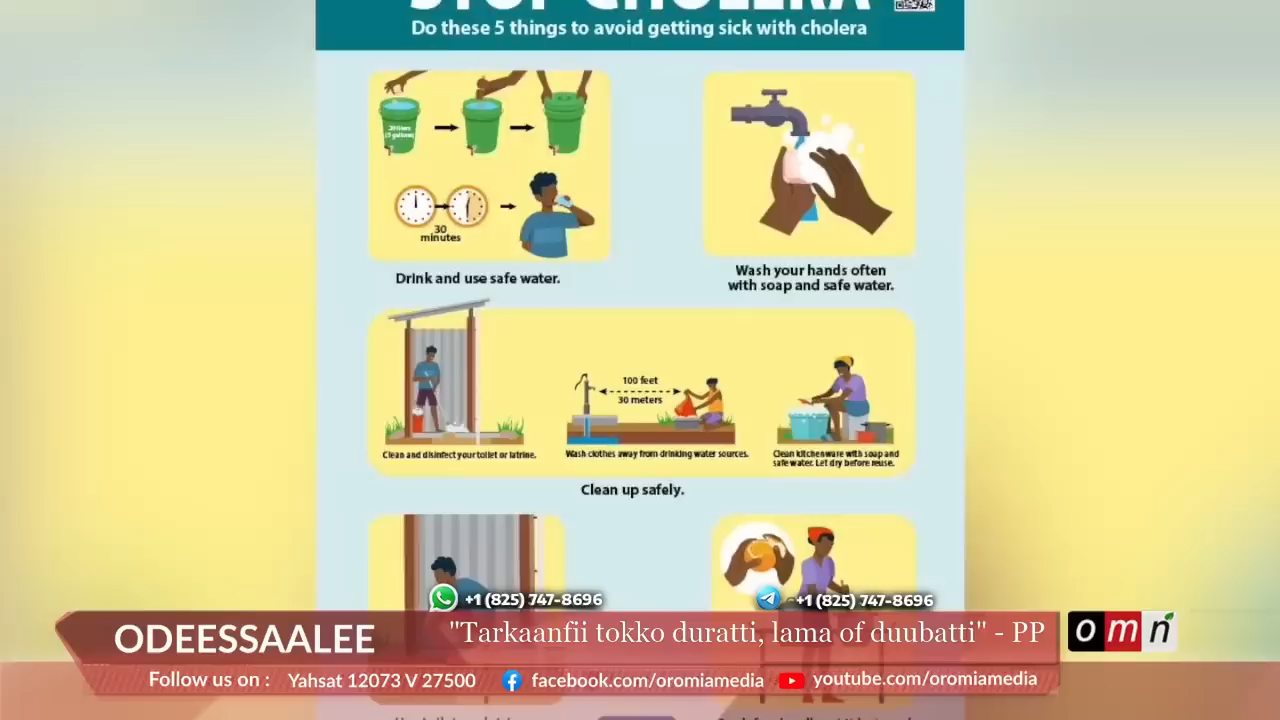 STOP CHOLERA
Do these 5 things to avoid getting sick with cholera
30
minutes
Drink and use safe water.
Wash your hands often
with soap and safe water.
100 feet
30 meters
Clean and disinfect your toilet or latrine.
Wash clothes away from drinking water sources.
Clean kitchenware with soap and
safe water. Let dry before reuse.
Clean up safely.
+1 (825) 747-8696
+1 (825) 747-8696
ODEESSAALEE
"Tarkaanfii tokko duratti, lama of duubatti" - PP
omn
Follow us on :
Yahsat 12073 V 27500
facebook.com/oromiamedia
youtube.com/oromiamedia